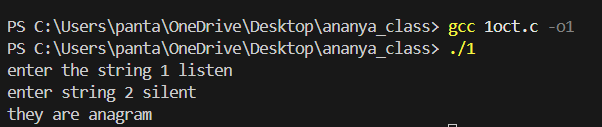 PS C:\Users\panta\OneDrive\Desktop\ananya_class> gcc 1oct.c -o1
PS C:\Users\panta\OneDrive\Desktop\ananya_class> ./1
enter the string 1 listen
enter string 2 silent
they are anagram